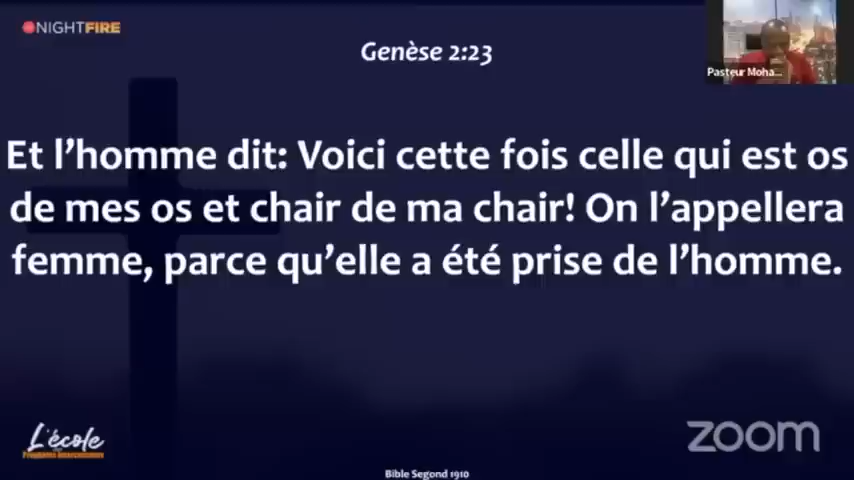 NIGHTFIRE
Genèse 2:23
Pasteur Moha...
Et l'homme dit: Voici cette fois celle qui est os
de mes os et chair de ma chair! On l'appellera
femme, parce qu'elle a été prise de l'homme.
L'école
zoom
Bible Segond 1910